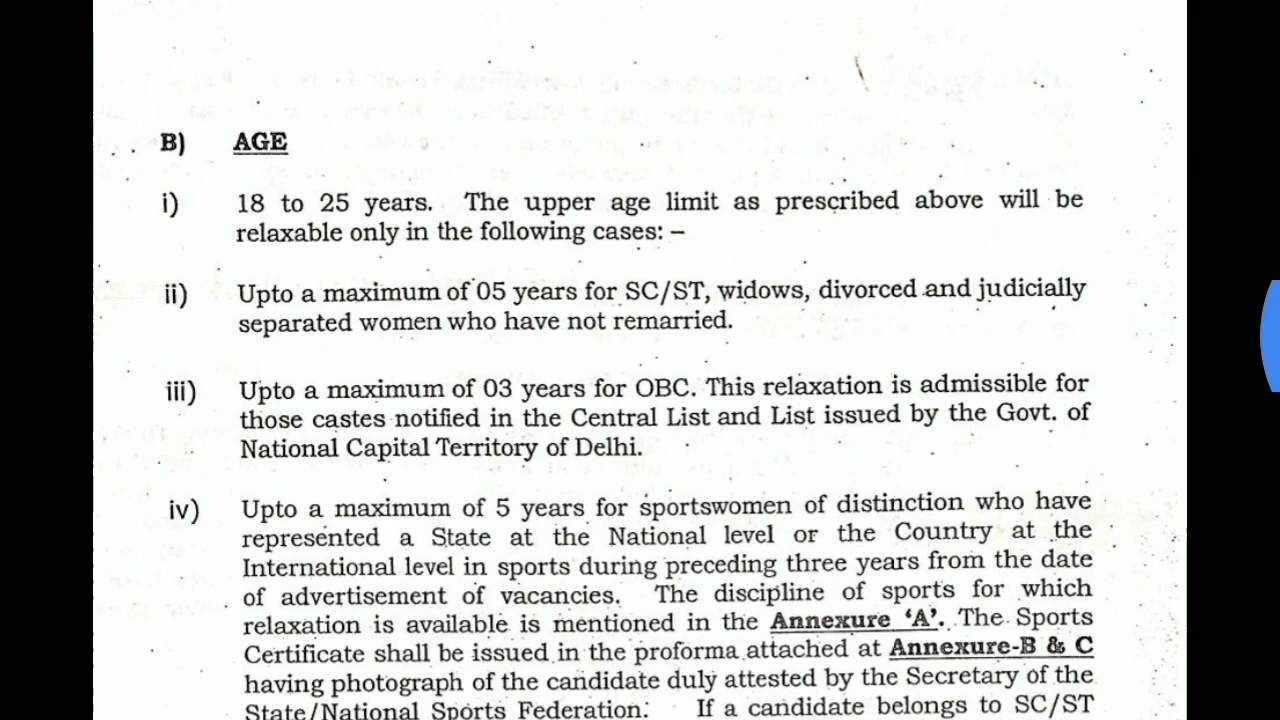 B) AGE
i) 18 to 25 years. The upper age limit as prescribed above will be
relaxable only in the following cases: –
ii) Upto a maximum of 05 years for SC/ST, widows, divorced and judicially
separated women who have not remarried.
iii) Upto a maximum of 03 years for OBC. This relaxation is admissible for
those castes notified in the Central List and List issued by the Govt. of
National Capital Territory of Delhi.
iv) Upto a maximum of 5 years for sportswomen of distinction who have
represented a State at the National level or the Country at the
International level in sports during preceding three years from the date
of advertisement of vacancies. The discipline of sports for which
relaxation is available is mentioned in the Annexure ‘A’. The Sports
Certificate shall be issued in the proforma attached at Annexure-B & C
having photograph of the candidate duly attested by the Secretary of the
State/National Sports Federation. If a candidate belongs to SC/ST